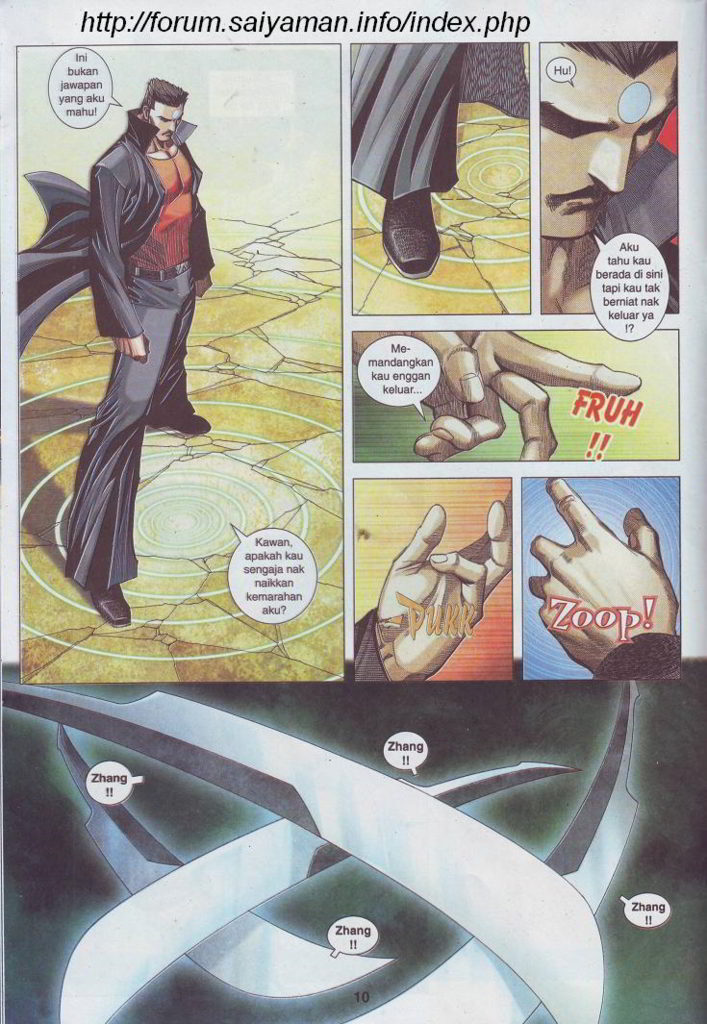 http://forum.saiyaman.info/index.php
Ini
bukan
jawapan
yang aku
mahu!
Kawan,
apakah kau
sengaja nak
naikkan
kemarahan
aku?
Hu!
Aku
tahu kau
berada di sini
tapi kau tak
berniat nak
keluar ya
!?
Me-
mandangkan
kau enggan
keluar...
FRUH
!!
PUKK
Zoop!
Zhang
!!
Zhang
!!
Zhang
!!
Zhang
!!
10